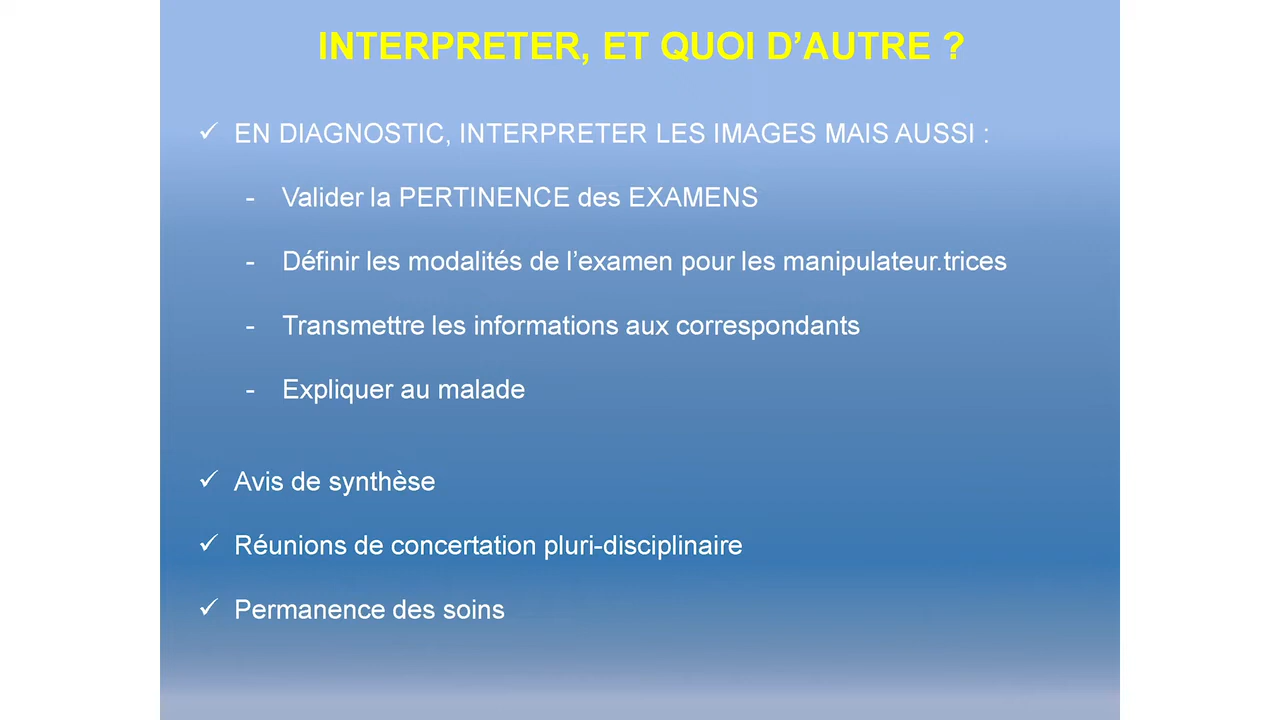 INTERPRETER, ET QUOI D’AUTRE ?
✓ EN DIAGNOSTIC, INTERPRETER LES IMAGES MAIS AUSSI :
- Valider la PERTINENCE des EXAMENS
- Définir les modalités de l’examen pour les manipulateur.trices
- Transmettre les informations aux correspondants
- Expliquer au malade
✓ Avis de synthèse
✓ Réunions de concertation pluri-disciplinaire
✓ Permanence des soins